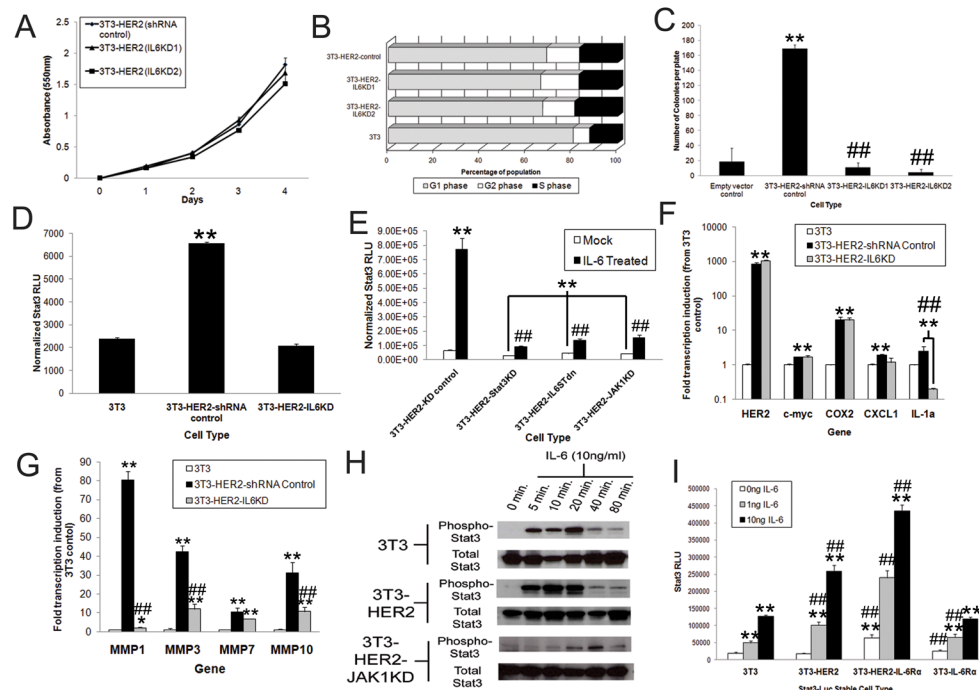 A
3T3-HER2 (shRNA control)
3T3-HER2 (IL6KD1)
3T3-HER2 (IL6KD2)
Absorbance (550nm)
2.5
2
1.5
1
0.5
0
0 1 2 3 4
Days
B
3T3-HER2-control
3T3-HER2-IL6KD1
3T3-HER2-IL6KD2
3T3
0 20 40 60 80 100
Percentage of population
G1 phase G2 phase S phase
C
Number of Colonies per plate
200
180
160
140
120
100
80
60
40
20
0
**
##
##
Empty vector control
3T3-HER2-shRNA control
3T3-HER2-IL6KD1
3T3-HER2-IL6KD2
Cell Type
D
Normalized Stat3 RLU
7000
6000
5000
4000
3000
2000
1000
0
**
3T3
3T3-HER2-shRNA control
3T3-HER2-IL6KD
Cell Type
E
Normalized Stat3 RLU
9.00E+05
8.00E+05
7.00E+05
6.00E+05
5.00E+05
4.00E+05
3.00E+05
2.00E+05
1.00E+05
0.00E+00
Mock
IL-6 Treated
**
**
##
##
##
3T3-HER2-KD control
3T3-HER2-Stat3KD
3T3-HER2-IL6STdn
3T3-HER2-JAK1KD
Cell Type
F
3T3
3T3-HER2-shRNA Control
3T3-HER2-IL6KD
Fold transcription induction (from 3T3 control)
1000
100
10
1
0.1
**
**
**
**
##
**
HER2 c-myc COX2 CXCL1 IL-1a
Gene
G
3T3
3T3-HER2-shRNA Control
3T3-HER2-IL6KD
Fold transcription induction (from 3T3 control)
90
80
70
60
50
40
30
20
10
0
**
##
*
**
##
**
**
**
**
##
**
MMP1 MMP3 MMP7 MMP10
Gene
H
IL-6 (10ng/ml)
0 min.
5 min.
10 min.
20 min.
40 min.
80 min.
3T3
Phospho-Stat3
Total Stat3
3T3-HER2
Phospho-Stat3
Total Stat3
3T3-HER2-JAK1KD
Phospho-Stat3
Total Stat3
I
0ng IL-6
1ng IL-6
10ng IL-6
Stat3 RLU
500000
450000
400000
350000
300000
250000
200000
150000
100000
50000
0
**
**
##
**
##
**
##
**
##
**
##
**
##
##
**
##
**
3T3 3T3-HER2 3T3-HER2-IL-6Rα 3T3-IL-6Rα
Stat3-Luc Stable Cell Type